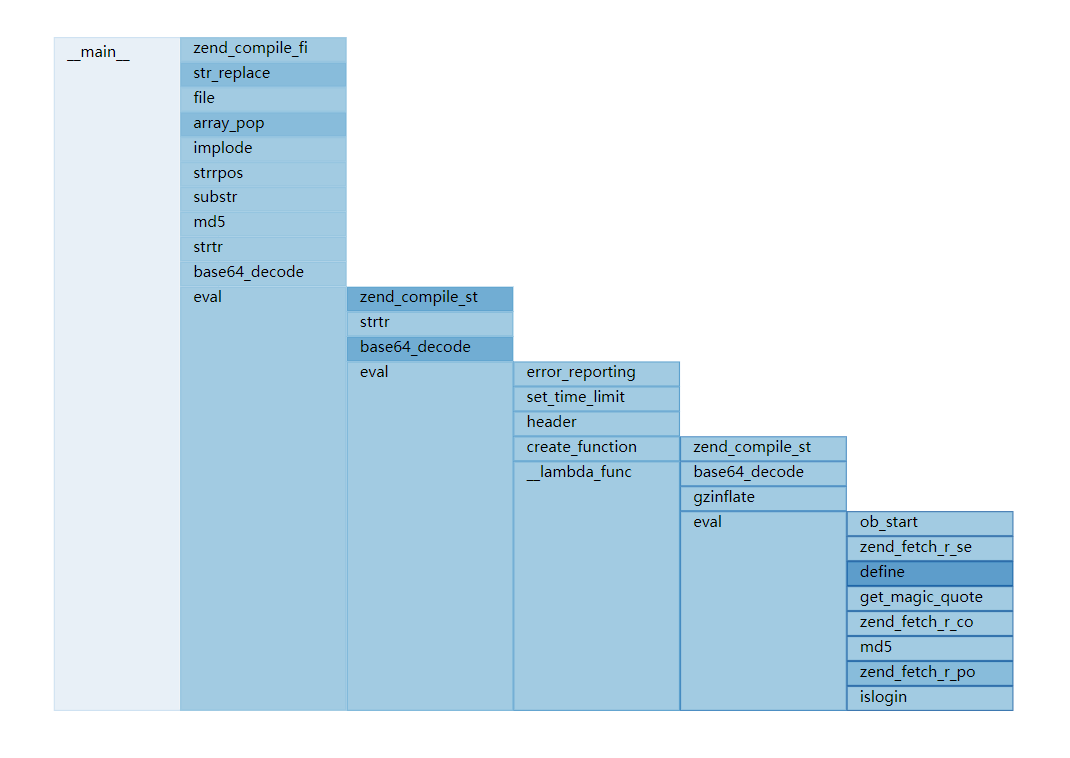 __main__
zend_compile_fi
str_replace
file
array_pop
implode
strrpos
substr
md5
strtr
base64_decode
eval
zend_compile_st
strtr
base64_decode
eval
error_reporting
set_time_limit
header
create_function
__lambda_func
zend_compile_st
base64_decode
gzinflate
eval
ob_start
zend_fetch_r_se
define
get_magic_quote
zend_fetch_r_co
md5
zend_fetch_r_po
islogin